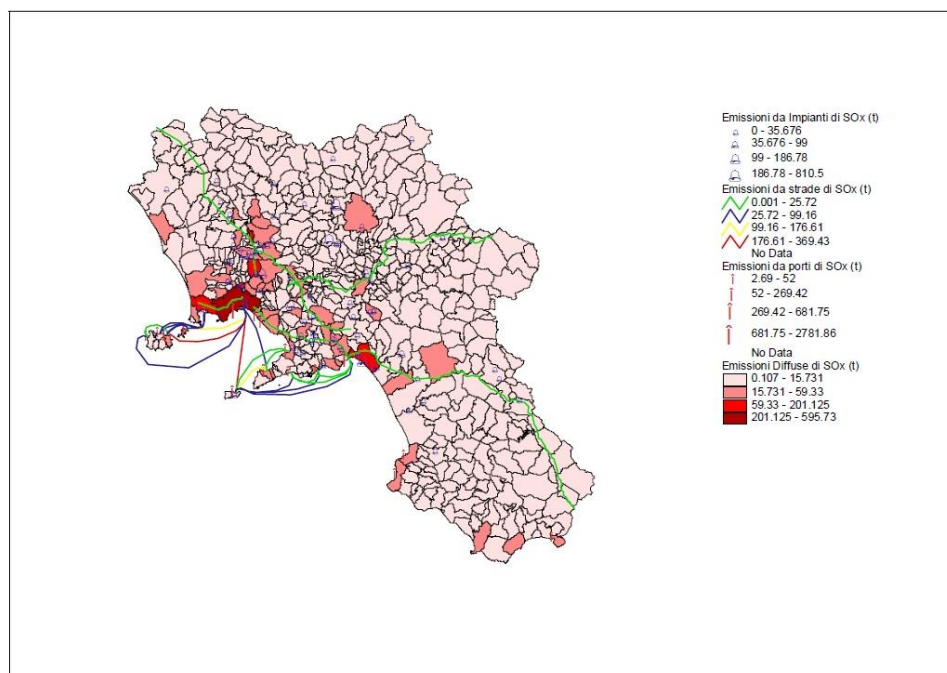 Emissioni da Impianti di SOx (t)
0 - 35.676
35.676 - 99
99 - 186.78
186.78 - 810.5
Emissioni da strade di SOx (t)
0.001 - 25.72
25.72 - 99.16
99.16 - 176.61
176.61 - 369.43
No Data
Emissioni da porti di SOx (t)
2.69 - 52
52 - 269.42
269.42 - 681.75
681.75 - 2781.86
No Data
Emissioni Diffuse di SOx (t)
0.107 - 15.731
15.731 - 59.33
59.33 - 201.125
201.125 - 595.73